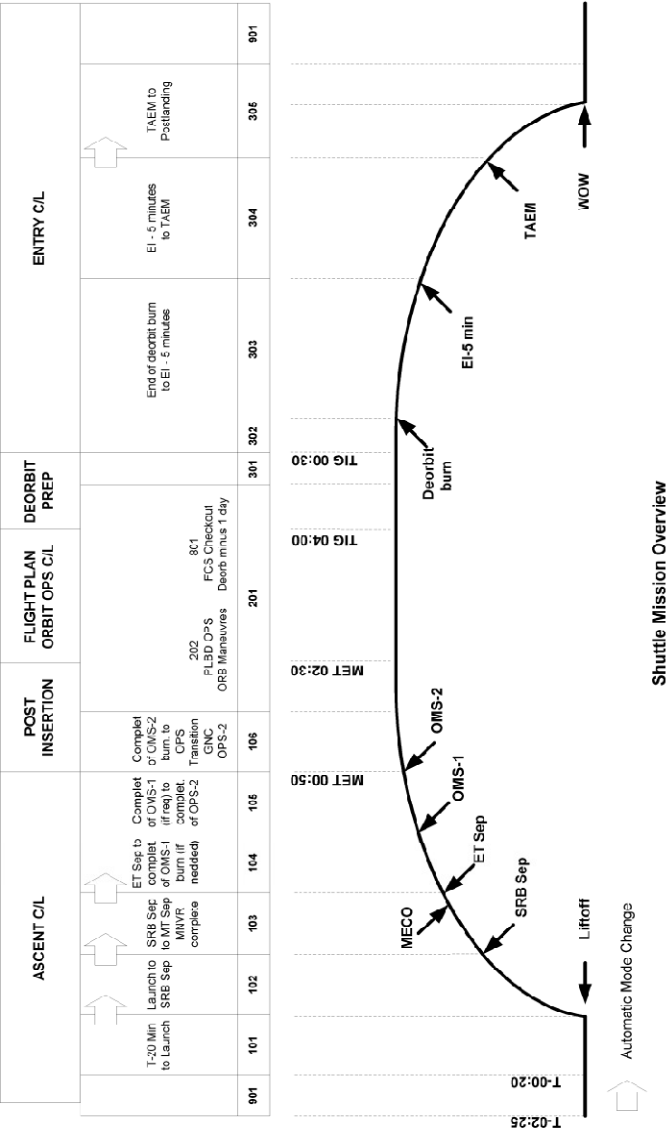 ASCENT C/L
POST
INSERTION
FLIGHT PLAN
ORBIT OPS C/L
DEORBIT
PREP
ENTRY C/L
T-20 Min
to Launch
Launch to
SRB Sep
SRB Sep
to MT Sep
MNVR
complete
ET Sep to
complet
of OMS-I
burn (if
nedded)
Complet
of OMS-1
(if req) to
complet.
of OPS-2
Complet
of OMS-2
burn. to
OPS
Transition
GNC
OPS-2
202
PLBD OPS
ORB Maneuvres
801
FCS Checkout
Deorb mnus 1 day
End of deorbit burn
to EI - 5 minutes
EI - 5 minutes
to TAEM
TAEM to
Postlanding
901
101
102
103
104
105
106
201
301
302
303
304
305
901
T-02:25
T-00:20
MET 00:50
MET 02:30
TIG 04:00
TIG 00:30
Liftoff
SRB Sep
MECO
ET Sep
OMS-1
OMS-2
Deorbit
burn
EI-5 min
TAEM
WOW
Automatic Mode Change
Shuttle Mission Overview